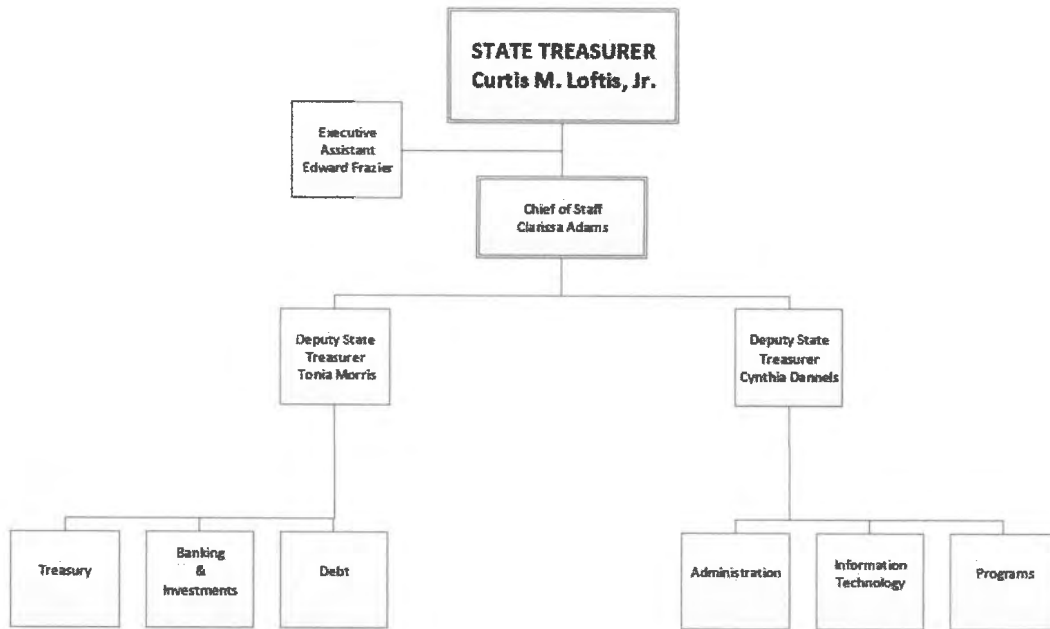 STATE TREASURER
Curtis M. Loftis, Jr.
Executive
Assistant
Edward Frazier
Chief of Staff
Clarissa Adams
Deputy State
Treasurer
Tonia Morris
Deputy State
Treasurer
Cynthia Dannels
Treasury
Banking
&
Investments
Debt
Administration
Information
Technology
Programs